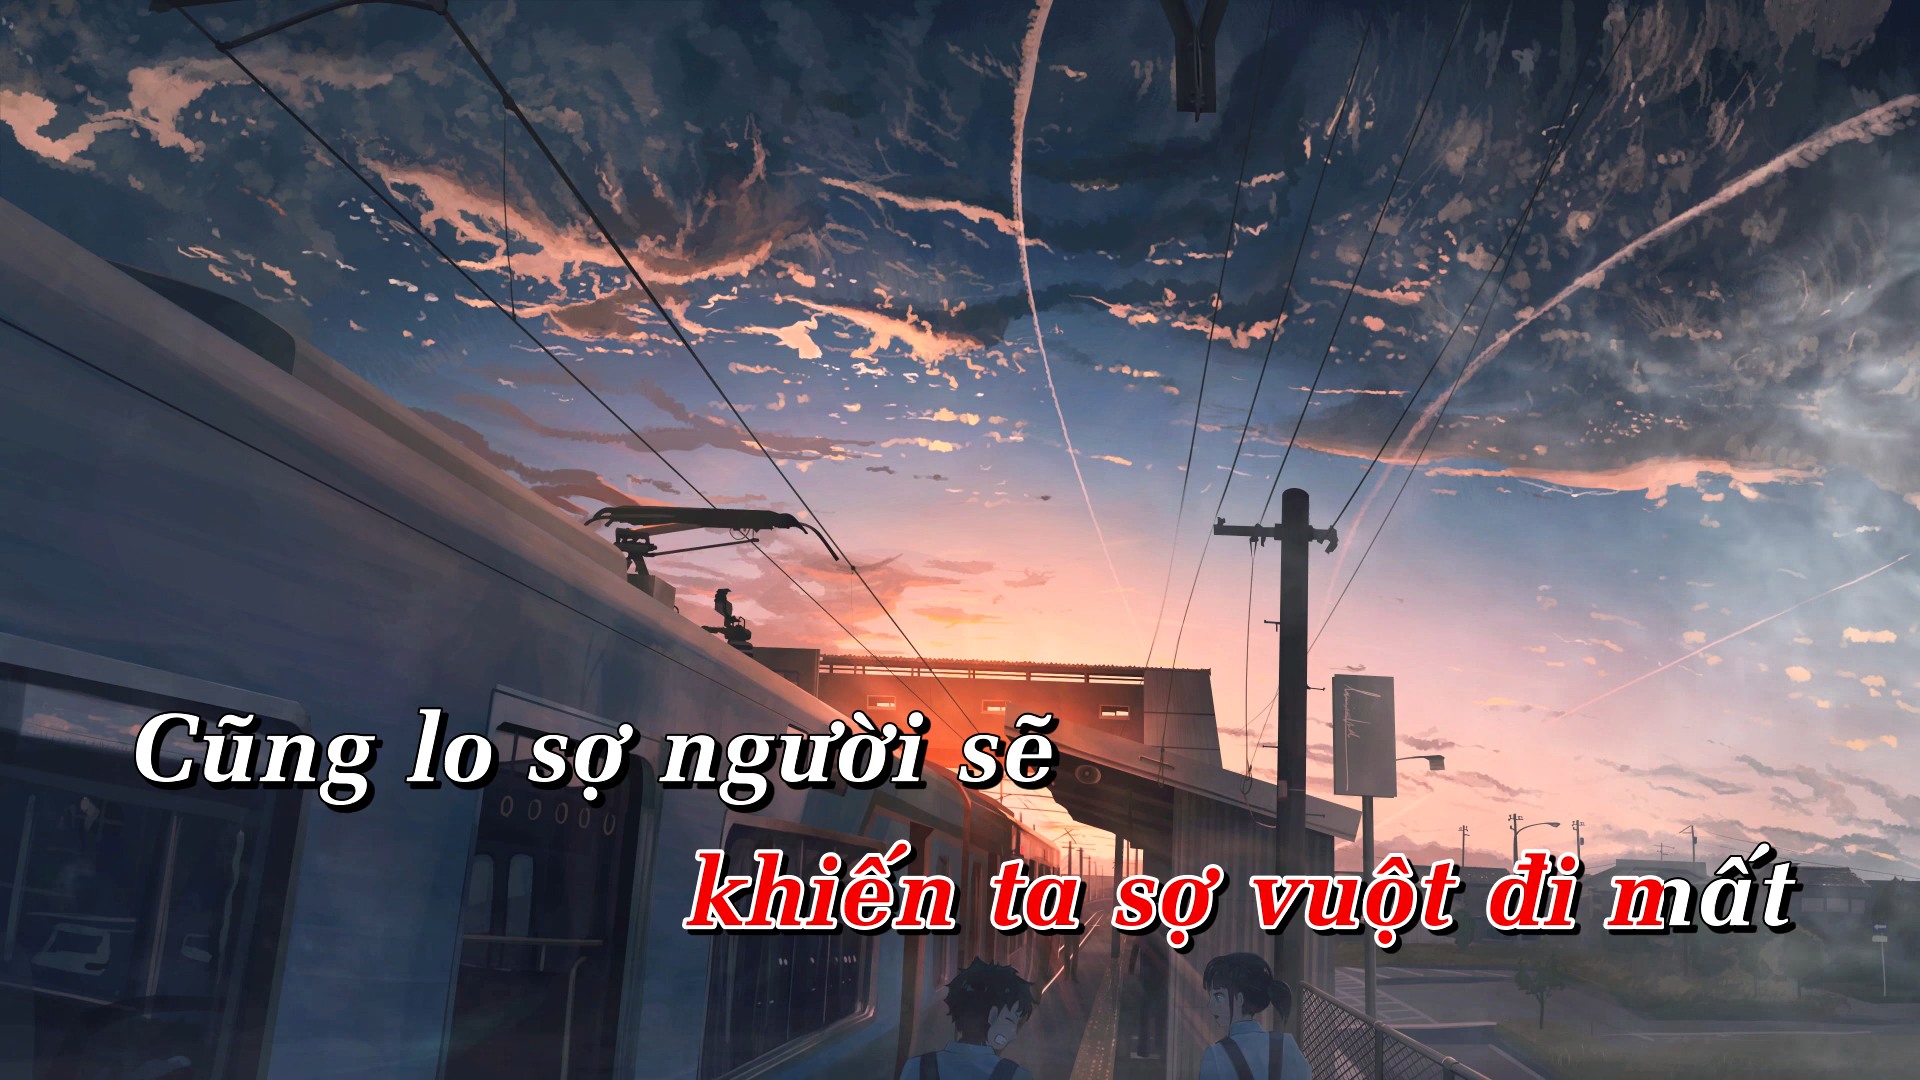 Cũng lo sợ người sẽ
khiến ta sợ vuột đi mất